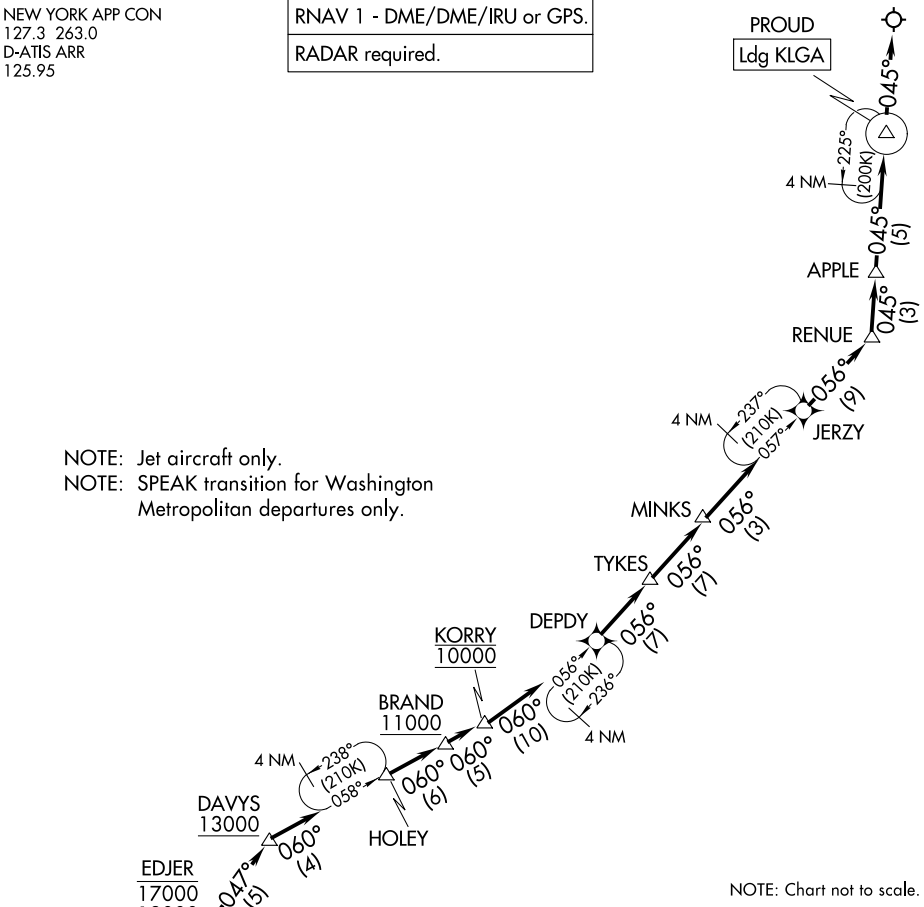 NEW YORK APP CON
127.3 263.0
D-ATIS ARR
125.95
RNAV 1 - DME/DME/IRU or GPS.
RADAR required.
PROUD
Ldg KLGA
045°
225°
(200K)
4 NM
045°
(5)
APPLE
045°
(3)
RENUE
056°
(9)
237°
(210K)
057°
4 NM
JERZY
NOTE: Jet aircraft only.
NOTE: SPEAK transition for Washington
Metropolitan departures only.
MINKS
056°
(3)
TYKES
056°
(7)
DEPDY
056°
(7)
056°
(210K)
236°
4 NM
KORRY
10000
060°
(10)
BRAND
11000
060°
(5)
060°
(6)
4 NM
238°
(210K)
058°
HOLEY
DAVYS
13000
060°
(4)
EDJER
17000
047°
(5)
NOTE: Chart not to scale.